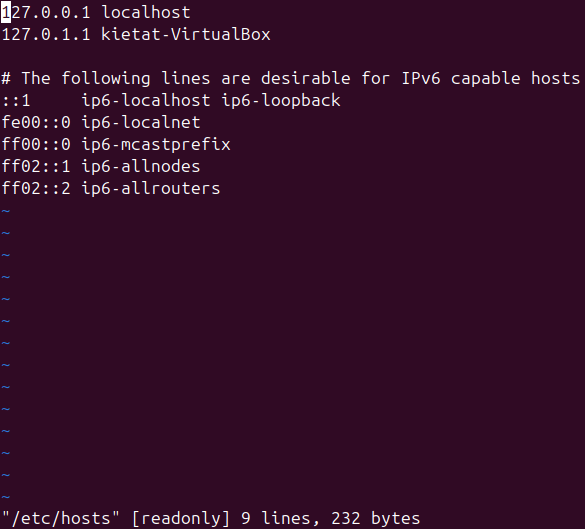 127.0.0.1 localhost
127.0.1.1 kietat-VirtualBox

# The following lines are desirable for IPv6 capable hosts
::1     ip6-localhost ip6-loopback
fe00::0 ip6-localnet
ff00::0 ip6-mcastprefix
ff02::1 ip6-allnodes
ff02::2 ip6-allrouters
~
~
~
~
~
~
~
~
~
~
~
~
~
~
"/etc/hosts" [readonly] 9 lines, 232 bytes